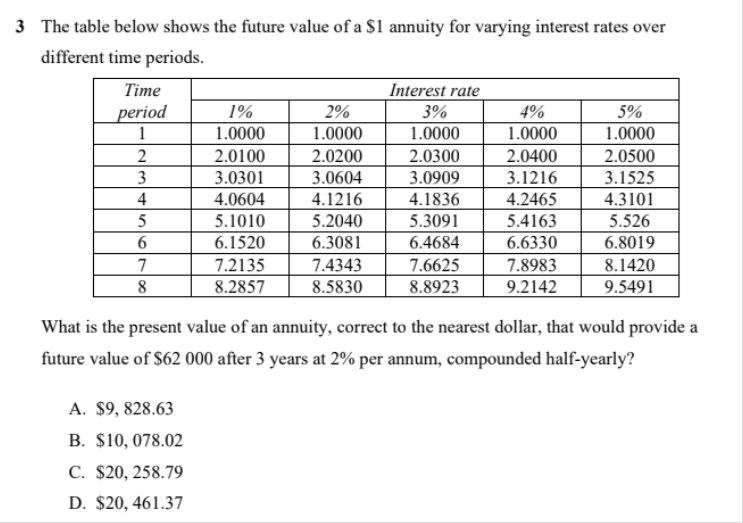 3 The table below shows the future value of a $1 annuity for varying interest rates over
different time periods.
Time period Interest rate
1% 2% 3% 4% 5%
1 1.0000 1.0000 1.0000 1.0000 1.0000
2 2.0100 2.0200 2.0300 2.0400 2.0500
3 3.0301 3.0604 3.0909 3.1216 3.1525
4 4.0604 4.1216 4.1836 4.2465 4.3101
5 5.1010 5.2040 5.3091 5.4163 5.526
6 6.1520 6.3081 6.4684 6.6330 6.8019
7 7.2135 7.4343 7.6625 7.8983 8.1420
8 8.2857 8.5830 8.8923 9.2142 9.5491
What is the present value of an annuity, correct to the nearest dollar, that would provide a
future value of $62 000 after 3 years at 2% per annum, compounded half-yearly?
A. $9, 828.63
B. $10, 078.02
C. $20, 258.79
D. $20, 461.37